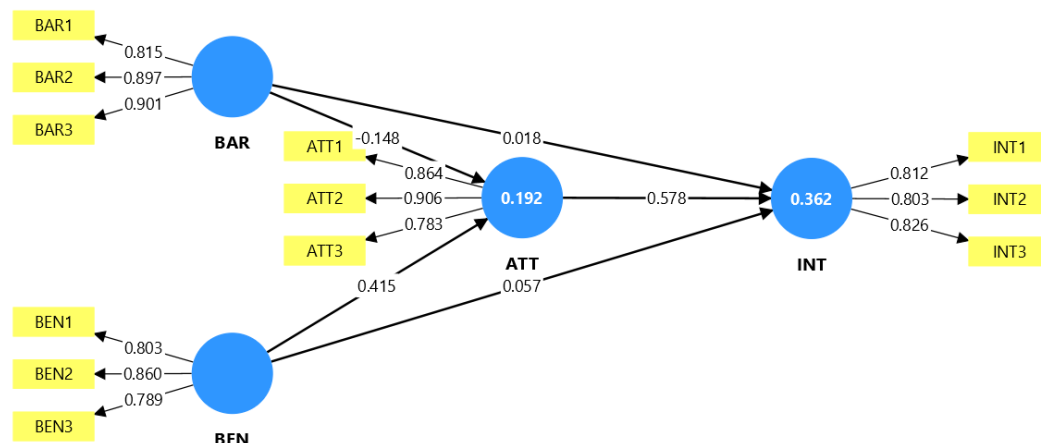 BAR1
0.815
BAR2
0.897
0.901
BAR3
BAR
-0.148
0.018
ATT1
0.864
ATT2
0.906
0.783
ATT3
0.192
ATT
0.578
0.362
INT
0.812
INT1
0.803
INT2
0.826
INT3
0.415
0.057
BEN1
0.803
BEN2
0.860
0.789
BEN3
BEN